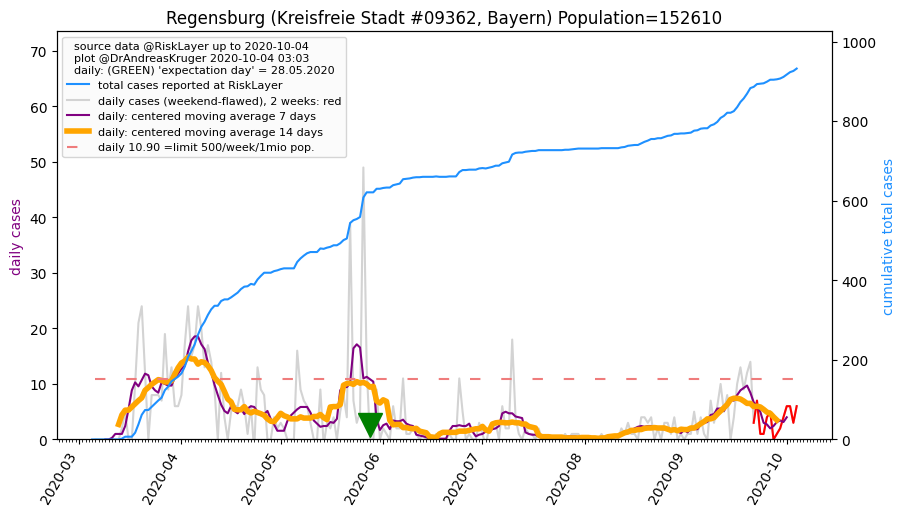 Regensburg (Kreisfreie Stadt #09362, Bayern) Population=152610
source data @RiskLayer up to 2020-10-04
plot @DrAndreasKruger 2020-10-04 03:03
daily: (GREEN) 'expectation day' = 28.05.2020
total cases reported at RiskLayer
daily cases (weekend-flawed), 2 weeks: red
daily: centered moving average 7 days
daily: centered moving average 14 days
daily 10.90 =limit 500/week/1mio pop.
daily cases
70
60
50
40
30
20
10
0
1000
800
600
400
200
0
cumulative total cases
2020-03
2020-04
2020-05
2020-06
2020-07
2020-08
2020-09
2020-10